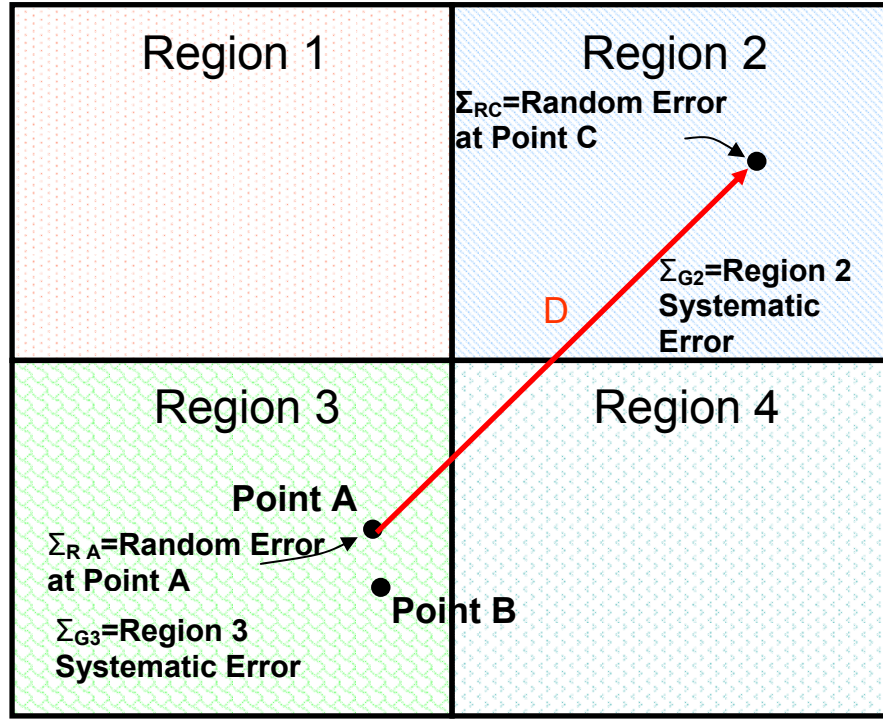 Region 1
Region 2
ΣRC=Random Error
at Point C
ΣG2=Region 2
Systematic
Error
D
Region 3
Region 4
Point A
ΣR A=Random Error
at Point A
Point B
ΣG3=Region 3
Systematic Error